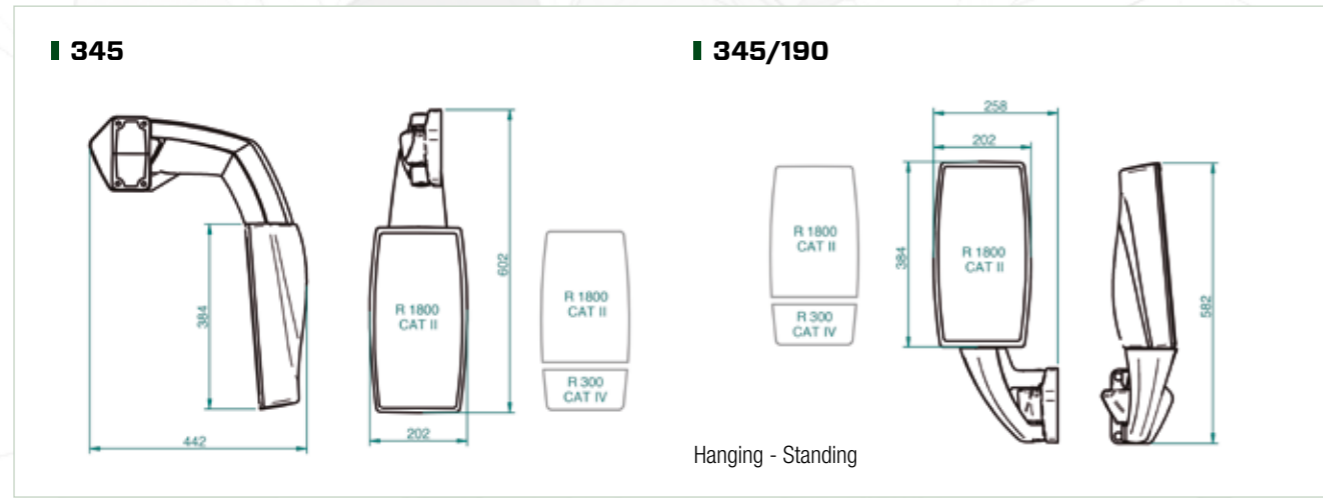 345
384
442
R 1800
CAT II
202
602
R 1800
CAT II
R 300
CAT IV
345/190
R 1800
CAT II
R 300
CAT IV
258
202
384
R 1800
CAT II
582
Hanging - Standing